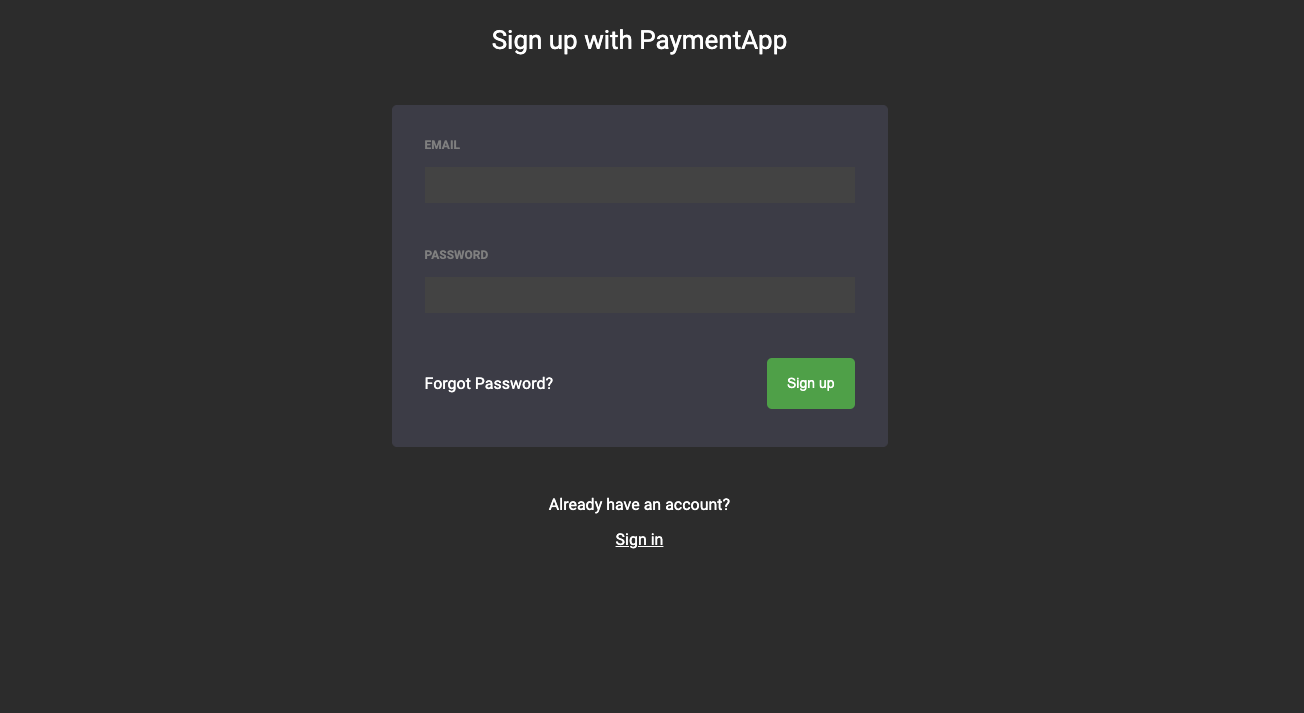 Sign up with PaymentApp
EMAIL
PASSWORD
Forgot Password?
Sign up
Already have an account?
Sign in